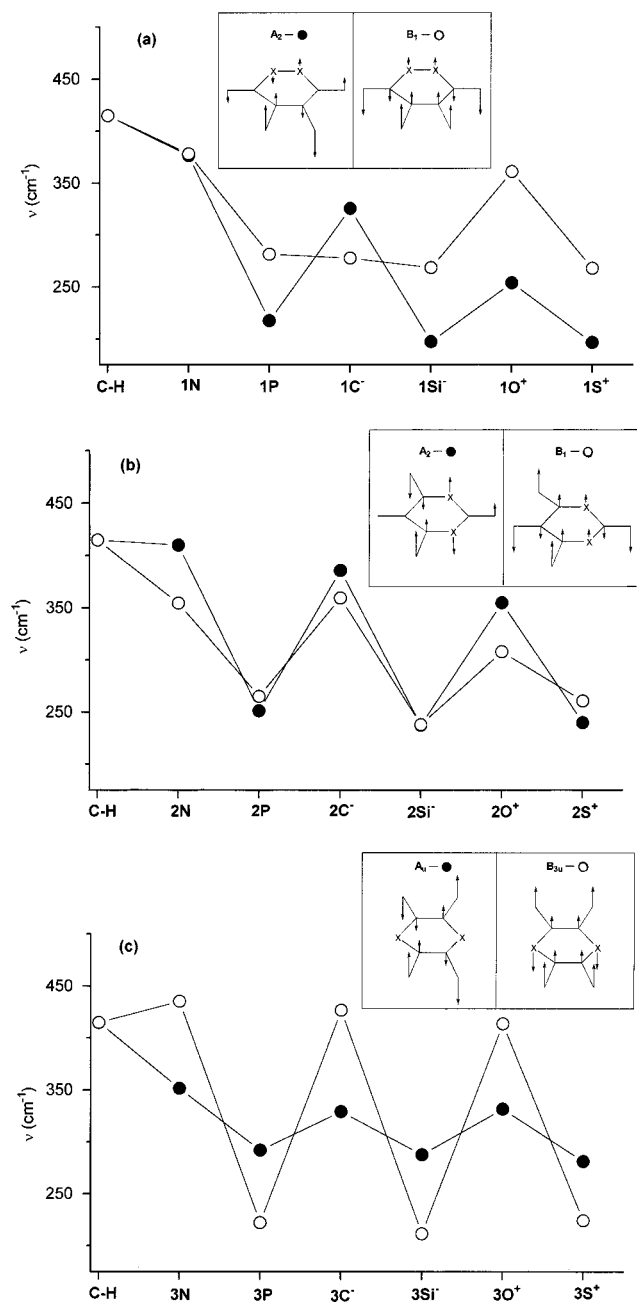 (a)
A₂ — ●
B₁ — ○
X X
X X
450
350
250
ν (cm⁻¹)
C-H 1N 1P 1C⁻ 1Si⁻ 1O⁺ 1S⁺
(b)
A₂ — ●
B₁ — ○
X
X
X
X
450
350
250
ν (cm⁻¹)
C-H 2N 2P 2C⁻ 2Si⁻ 2O⁺ 2S⁺
(c)
Aᵤ — ●
B₃ᵤ — ○
X X
X X
450
350
250
ν (cm⁻¹)
C-H 3N 3P 3C⁻ 3Si⁻ 3O⁺ 3S⁺